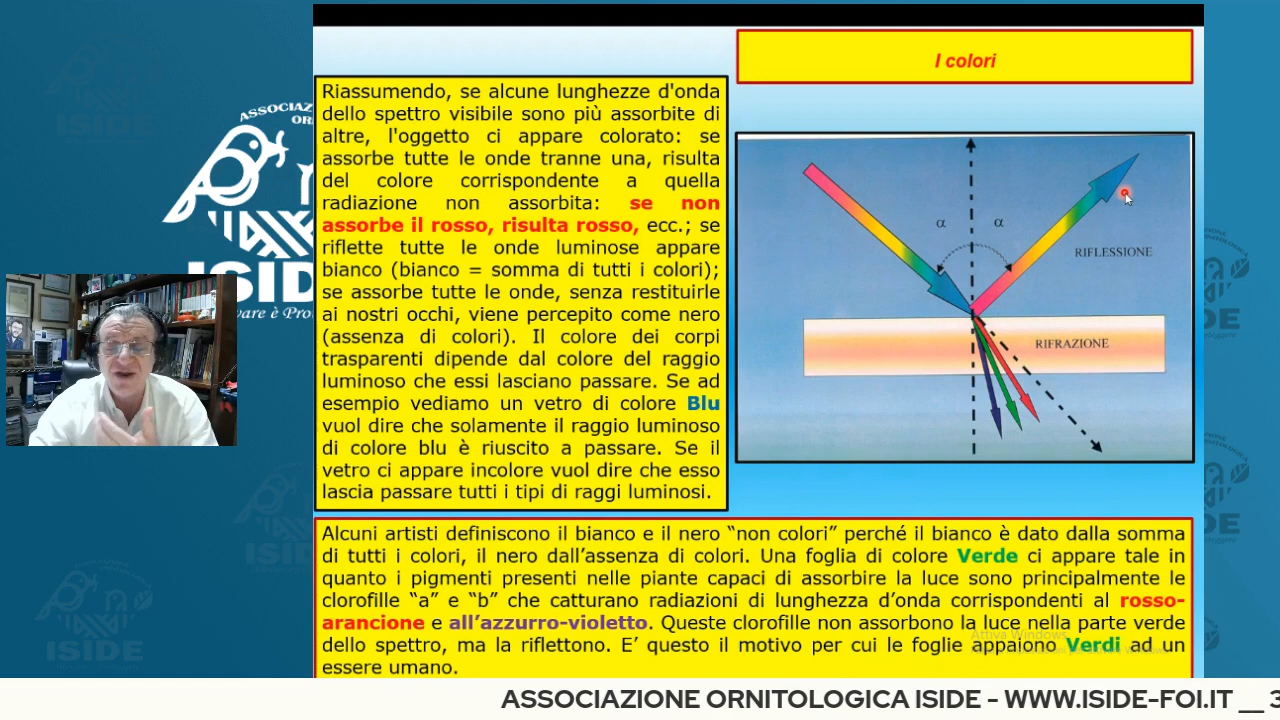 I colori
Riassumendo, se alcune lunghezze d'onda
dello spettro visibile sono più assorbite di
altre, l'oggetto ci appare colorato: se
assorbe tutte le onde tranne una, risulta
del colore corrispondente a quella
radiazione non assorbita: se non
assorbe il rosso, risulta rosso, ecc.; se
riflette tutte le onde luminose appare
bianco (bianco = somma di tutti i colori);
se assorbe tutte le onde, senza restituirle
ai nostri occhi, viene percepito come nero
(assenza di colori). Il colore dei corpi
trasparenti dipende dal colore del raggio
luminoso che essi lasciano passare. Se ad
esempio vediamo un vetro di colore Blu
vuol dire che solamente il raggio luminoso
di colore blu è riuscito a passare. Se il
vetro ci appare incolore vuol dire che esso
lascia passare tutti i tipi di raggi luminosi.
α
α
RIFLESSIONE
RIFRAZIONE
Alcuni artisti definiscono il bianco e il nero “non colori” perché il bianco è dato dalla somma
di tutti i colori, il nero dall’assenza di colori. Una foglia di colore Verde ci appare tale in
quanto i pigmenti presenti nelle piante capaci di assorbire la luce sono principalmente le
clorofille “a” e “b” che catturano radiazioni di lunghezza d’onda corrispondenti al rosso-
arancione e all’azzurro-violetto. Queste clorofille non assorbono la luce nella parte verde
dello spettro, ma la riflettono. E’ questo il motivo per cui le foglie appaiono Verdi ad un
essere umano.
Attiva Windows
ASSOCIAZ
OR
ISID
ISIDE
ISIDE
ISIDE
ASSOCIAZIONE ORNITOLOGICA ISIDE - WWW.ISIDE-FOI.IT __ 3